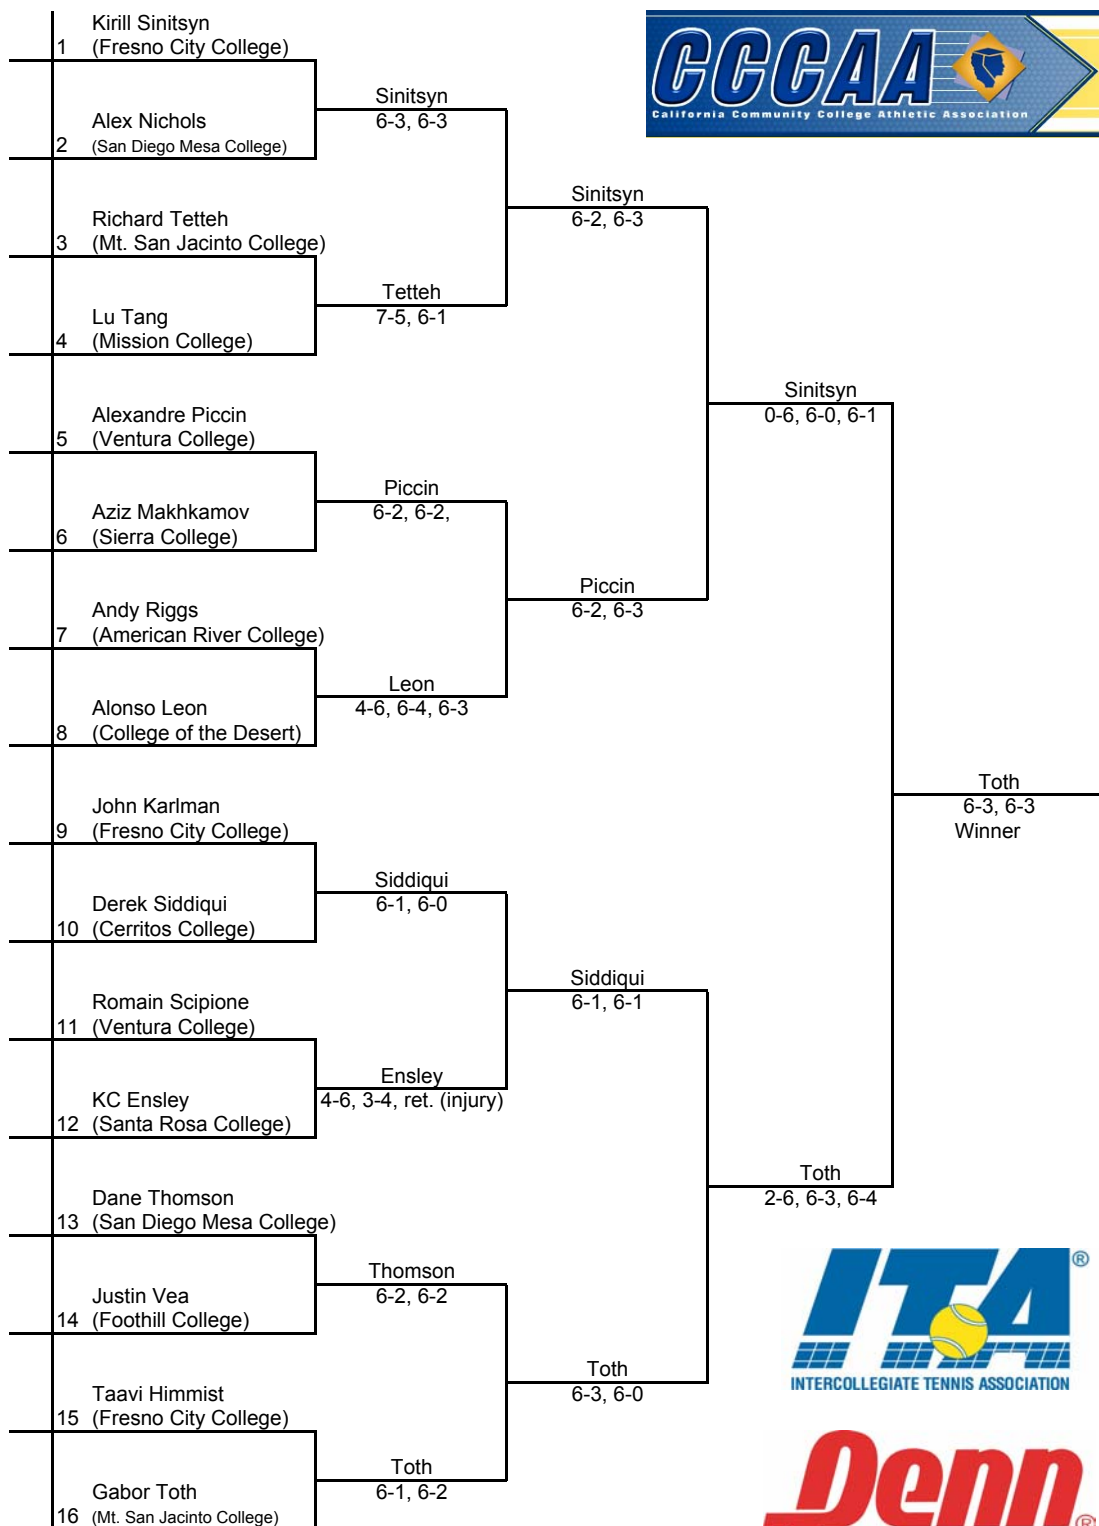 Kirill Sinitsyn
1 (Fresno City College)
Sinitsyn
6-3, 6-3
Alex Nichols
2 (San Diego Mesa College)
Sinitsyn
6-2, 6-3
Richard Tetteh
3 (Mt. San Jacinto College)
Tetteh
7-5, 6-1
Lu Tang
4 (Mission College)
Sinitsyn
0-6, 6-0, 6-1
Alexandre Piccin
5 (Ventura College)
Piccin
6-2, 6-2,
Aziz Makhkamov
6 (Sierra College)
Piccin
6-2, 6-3
Andy Riggs
7 (American River College)
Leon
4-6, 6-4, 6-3
Alonso Leon
8 (College of the Desert)
Toth
6-3, 6-3
Winner
John Karlman
9 (Fresno City College)
Siddiqui
6-1, 6-0
Derek Siddiqui
10 (Cerritos College)
Siddiqui
6-1, 6-1
Romain Scipione
11 (Ventura College)
Ensley
4-6, 3-4, ret. (injury)
KC Ensley
12 (Santa Rosa College)
Toth
2-6, 6-3, 6-4
Dane Thomson
13 (San Diego Mesa College)
Thomson
6-2, 6-2
Justin Vea
14 (Foothill College)
Toth
6-3, 6-0
Taavi Himmist
15 (Fresno City College)
Toth
6-1, 6-2
Gabor Toth
16 (Mt. San Jacinto College)
CCCAA
California Community College Athletic Association
ITA®
INTERCOLLEGIATE TENNIS ASSOCIATION
Penn®